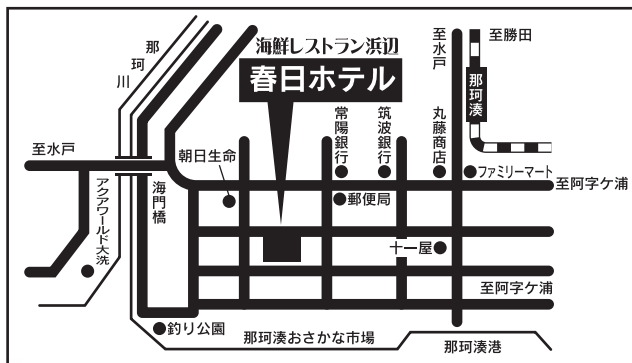 那珂川
海鮮レストラン浜辺
春日ホテル
至水戸
至勝田
那珂湊
至水戸
朝日生命
常陽銀行
筑波銀行
丸藤商店
ファミリーマート
至阿字ケ浦
郵便局
海門橋
アクアワールド大洗
十一屋
至阿字ケ浦
釣り公園
那珂湊おさかな市場
那珂湊港